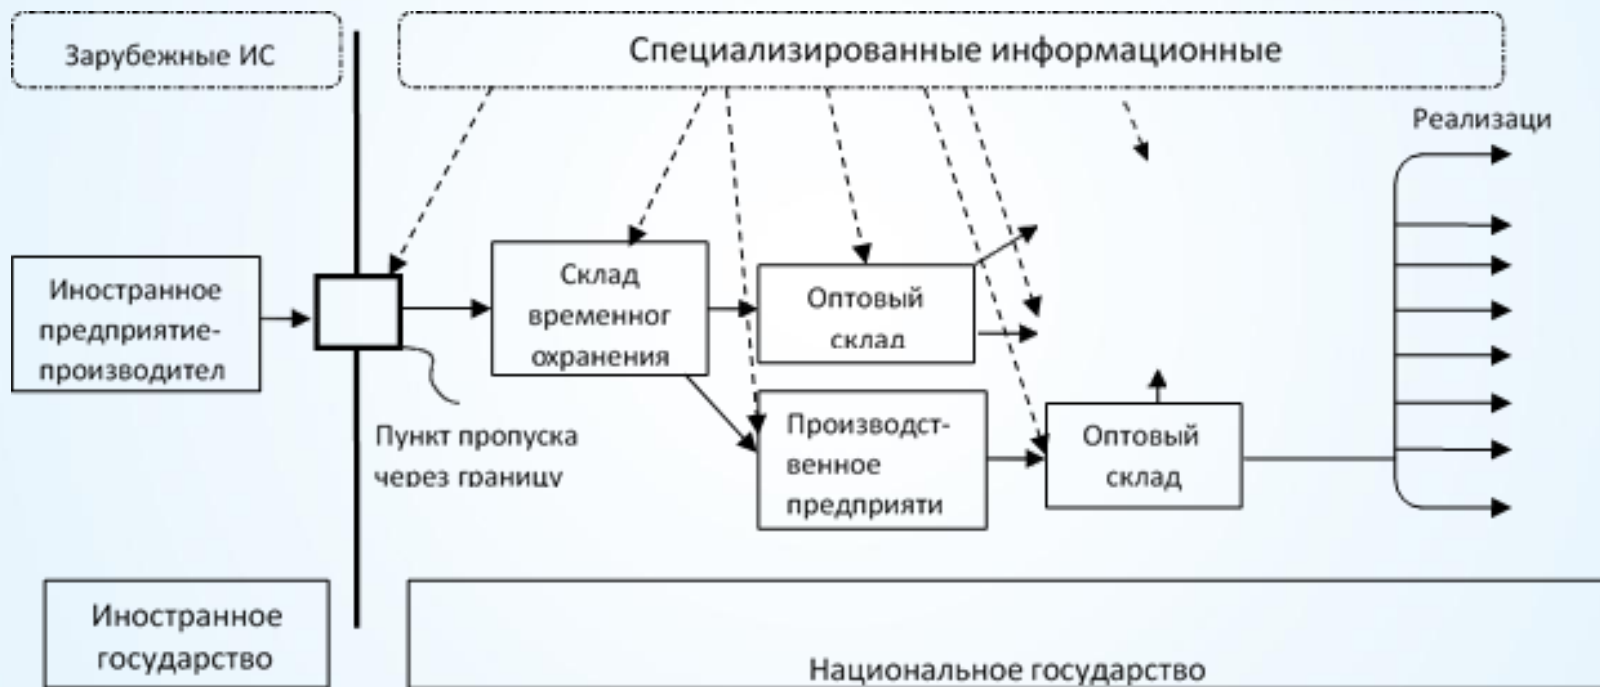 Зарубежные ИС
Специализированные информационные
Реализаци
Иностранное
предприятие-
производител
Склад
временног
охранения
Оптовый
склад
Пункт пропуска
через границу
Производст-
венное
предприяти
Оптовый
склад
Иностранное
государство
Национальное государство